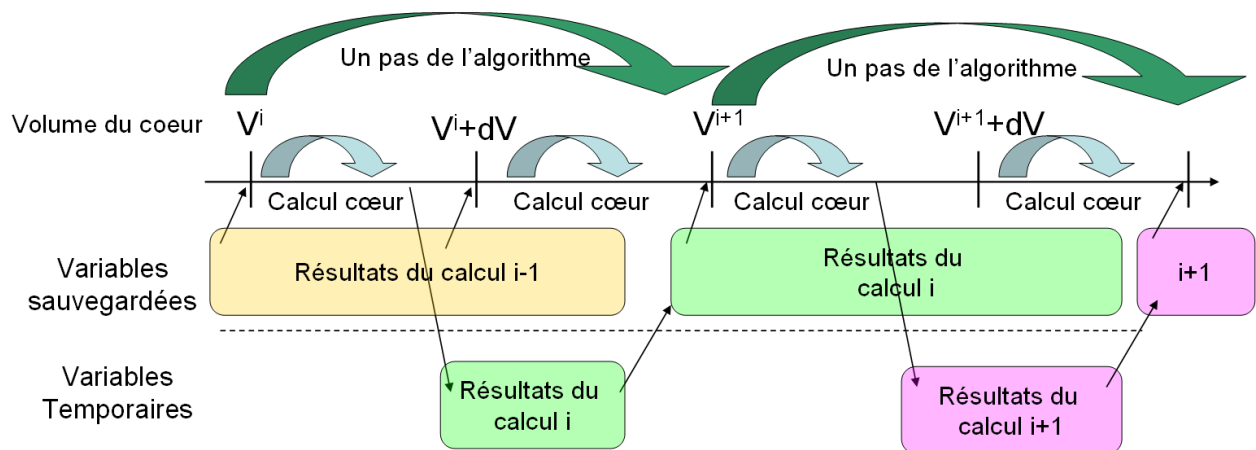 Un pas de l’algorithme
Un pas de l’algorithme
Volume du coeur
Vi
Vi+dV
Vi+1
Vi+1+dV
Calcul cœur
Calcul cœur
Calcul cœur
Calcul cœur
Variables
sauvegardées
Résultats du calcul i-1
Résultats du
calcul i
i+1
Variables
Temporaires
Résultats du
calcul i
Résultats du
calcul i+1